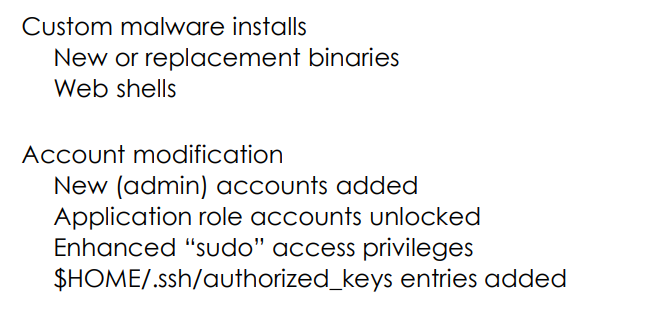 Custom malware installs
New or replacement binaries
Web shells
Account modification
New (admin) accounts added
Application role accounts unlocked
Enhanced “sudo” access privileges
$HOME/.ssh/authorized_keys entries added